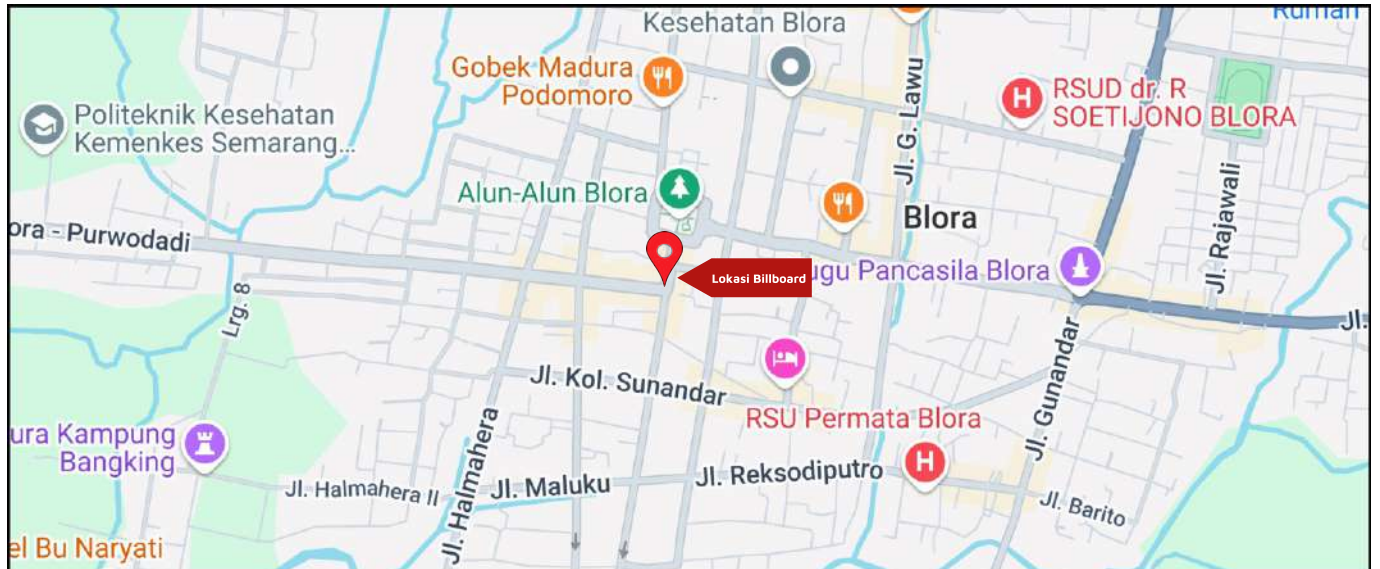 Rumah
Kesehatan Blora
Gobek Madura
Podomoro
RSUD dr. R
SOETIJONO BLORA
Politeknik Kesehatan
Kemenkes Semarang...
Jl. G. Lawu
Jl. Rajawali
Alun-Alun Blora
Blora
ora - Purwodadi
Lokasi Billboard
ugu Pancasila Blora
Jl.
Lrg. 8
Jl. Kol. Sunandar
Jl. Gunandar
RSU Permata Blora
ura Kampung
Bangking
Jl. Halmahera
Jl. Halmahera II
Jl. Maluku
Jl. Reksodiputro
Jl. Barito
el Bu Naryati